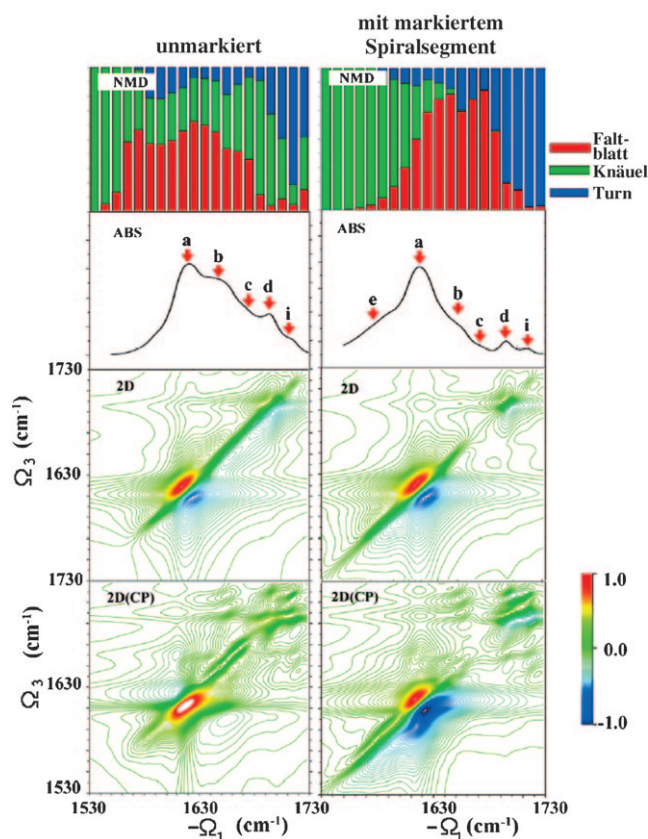 unmarkiert
mit markiertem
Spiralsegment
NMD
NMD
Falt-
blatt
Knäuel
Turn
ABS
a
b
c
d
i
ABS
e
a
b
c
d
i
1730
2D
2D
Ω₃ (cm⁻¹)
1630
1730
2D(CP)
2D(CP)
1.0
0.0
-1.0
Ω₃ (cm⁻¹)
1630
1530
1530
1630
1730
1630
1730
−Ω₁ (cm⁻¹)
−Ω₁ (cm⁻¹)